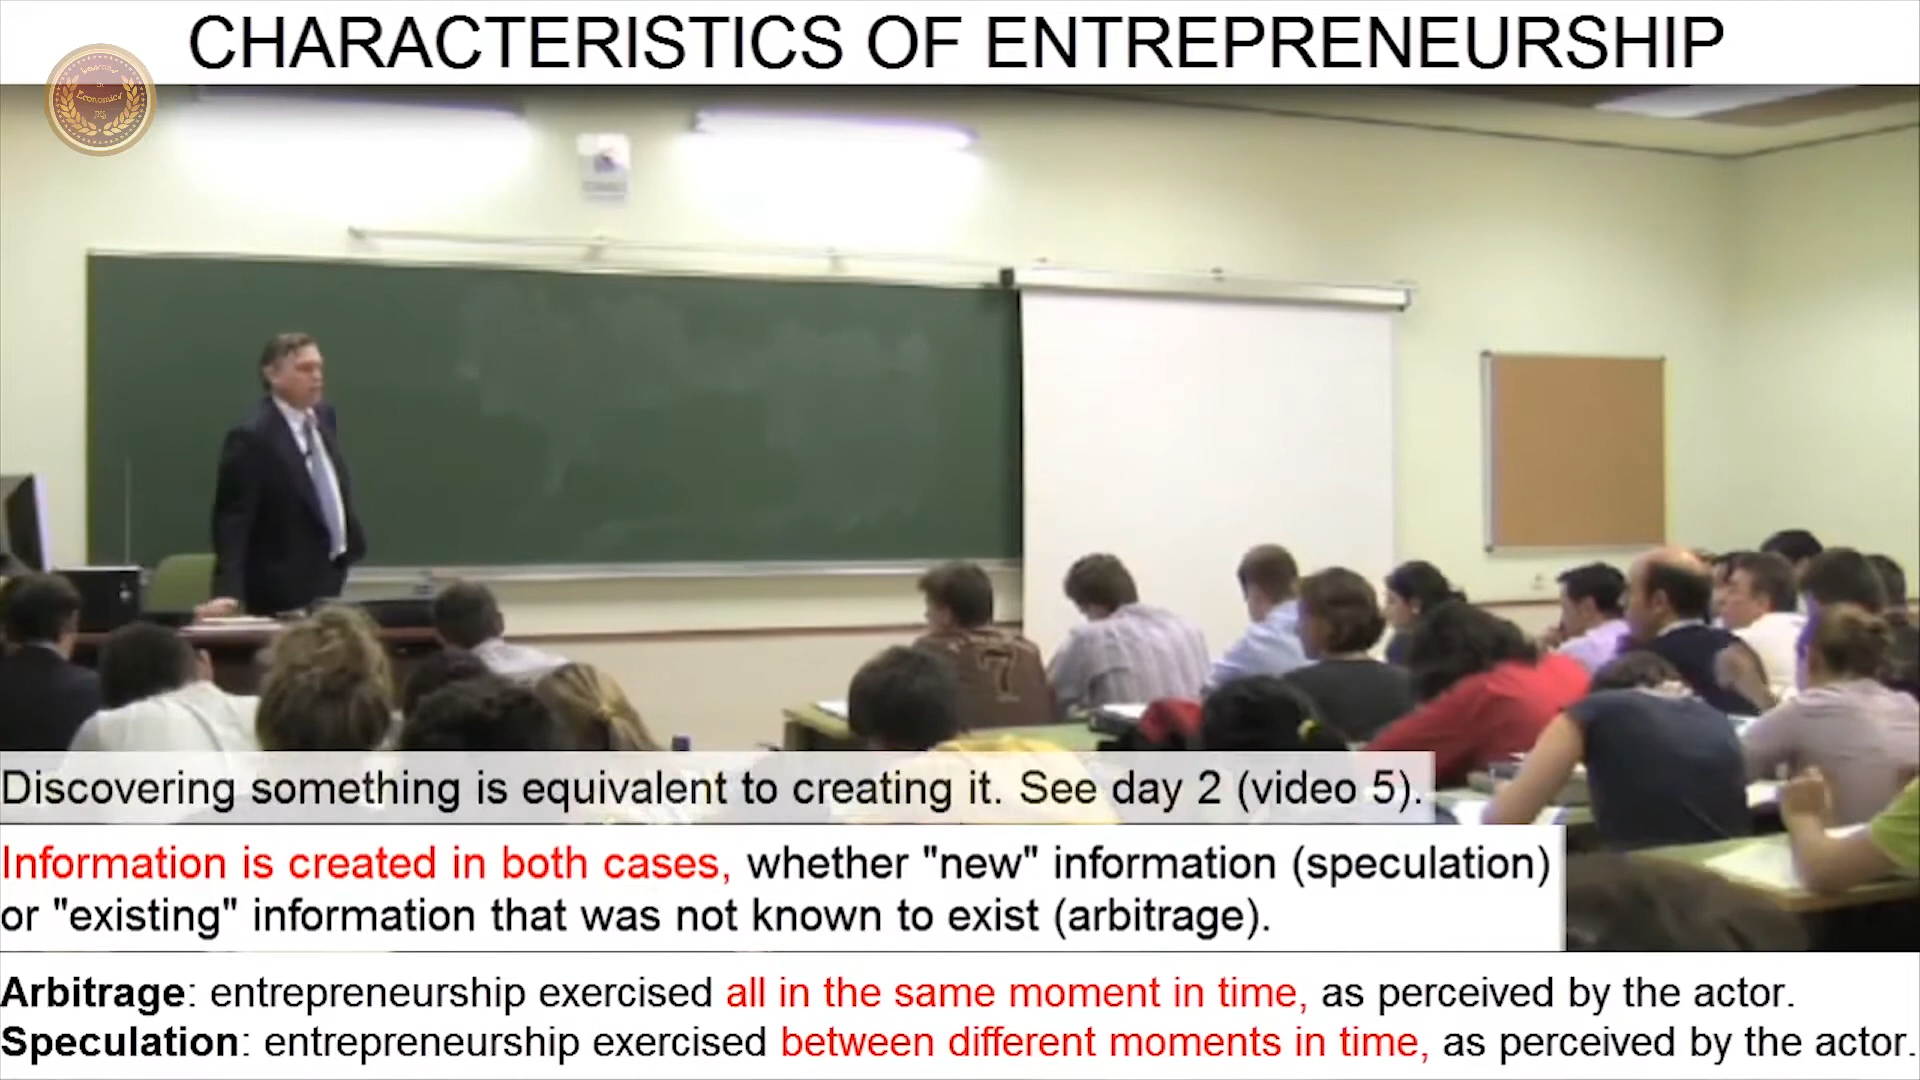 CHARACTERISTICS OF ENTREPRENEURSHIP
Economics
Discovering something is equivalent to creating it. See day 2 (video 5).
Information is created in both cases, whether "new" information (speculation)
or "existing" information that was not known to exist (arbitrage).
Arbitrage: entrepreneurship exercised all in the same moment in time, as perceived by the actor.
Speculation: entrepreneurship exercised between different moments in time, as perceived by the actor.